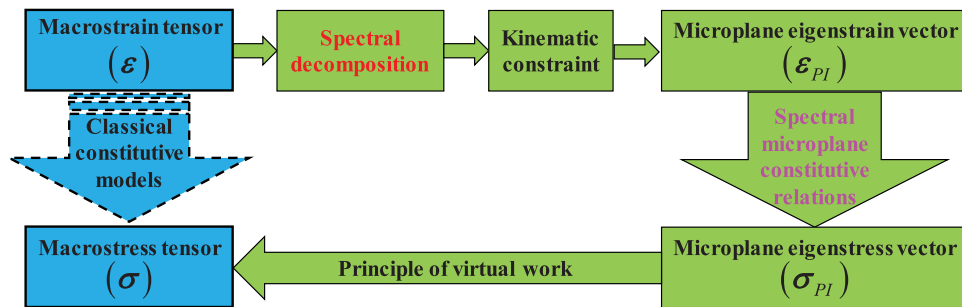 Macrostrain tensor
(ε)
Spectral
decomposition
Kinematic
constraint
Microplane eigenstrain vector
(ε_PI)
Classical
constitutive
models
Spectral
microplane
constitutive
relations
Macrostress tensor
(σ)
Principle of virtual work
Microplane eigenstress vector
(σ_PI)